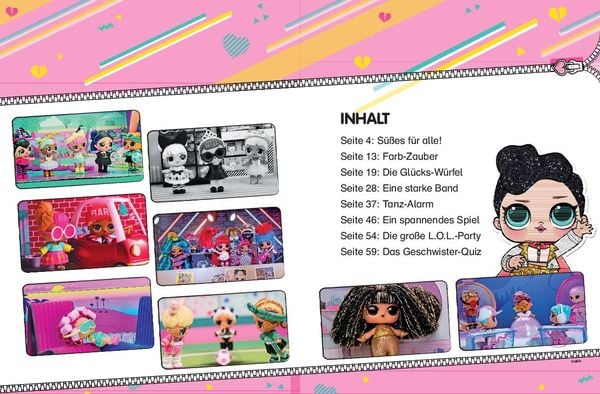 INHALT
Seite 4: Süßes für alle!
Seite 13: Farb-Zauber
Seite 19: Die Glücks-Würfel
Seite 28: Eine starke Band
Seite 37: Tanz-Alarm
Seite 46: Ein spannendes Spiel
Seite 54: Die große L.O.L.-Party
Seite 59: Das Geschwister-Quiz